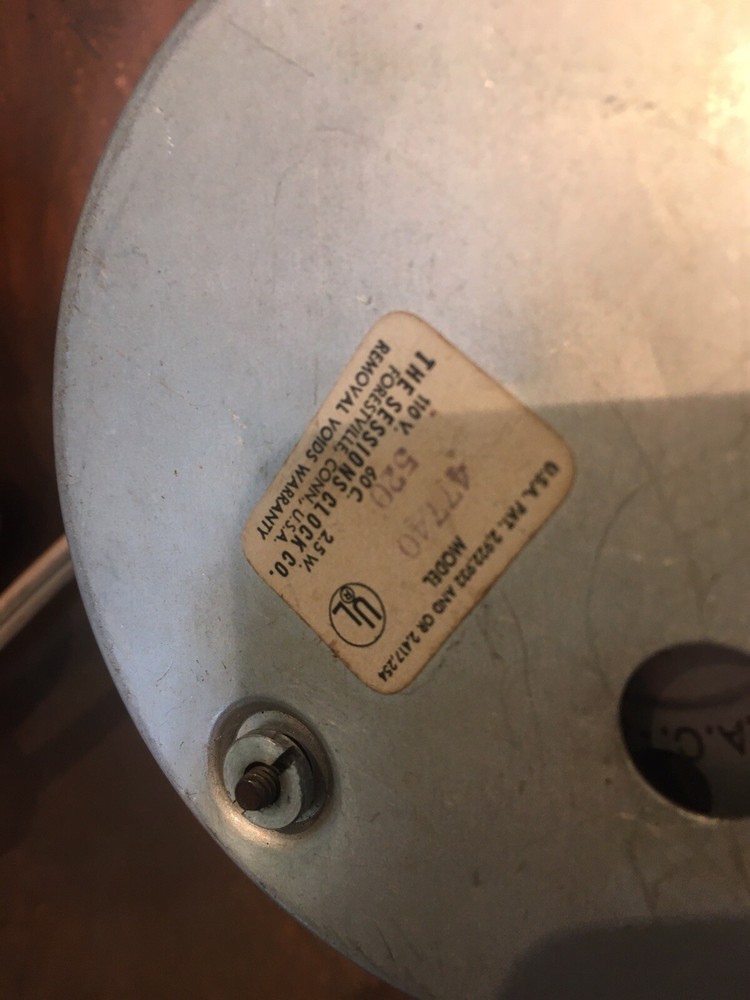 U.S.A. PAT. 2,922,922 AND OR 2,417,254
MODEL
47740
520
110 V. 60 C 2.5 W.
THE SESSIONS CLOCK CO.
FORESTVILLE, CONN., U.S.A.
REMOVAL VOIDS WARRANTY
UL
®
A.C.